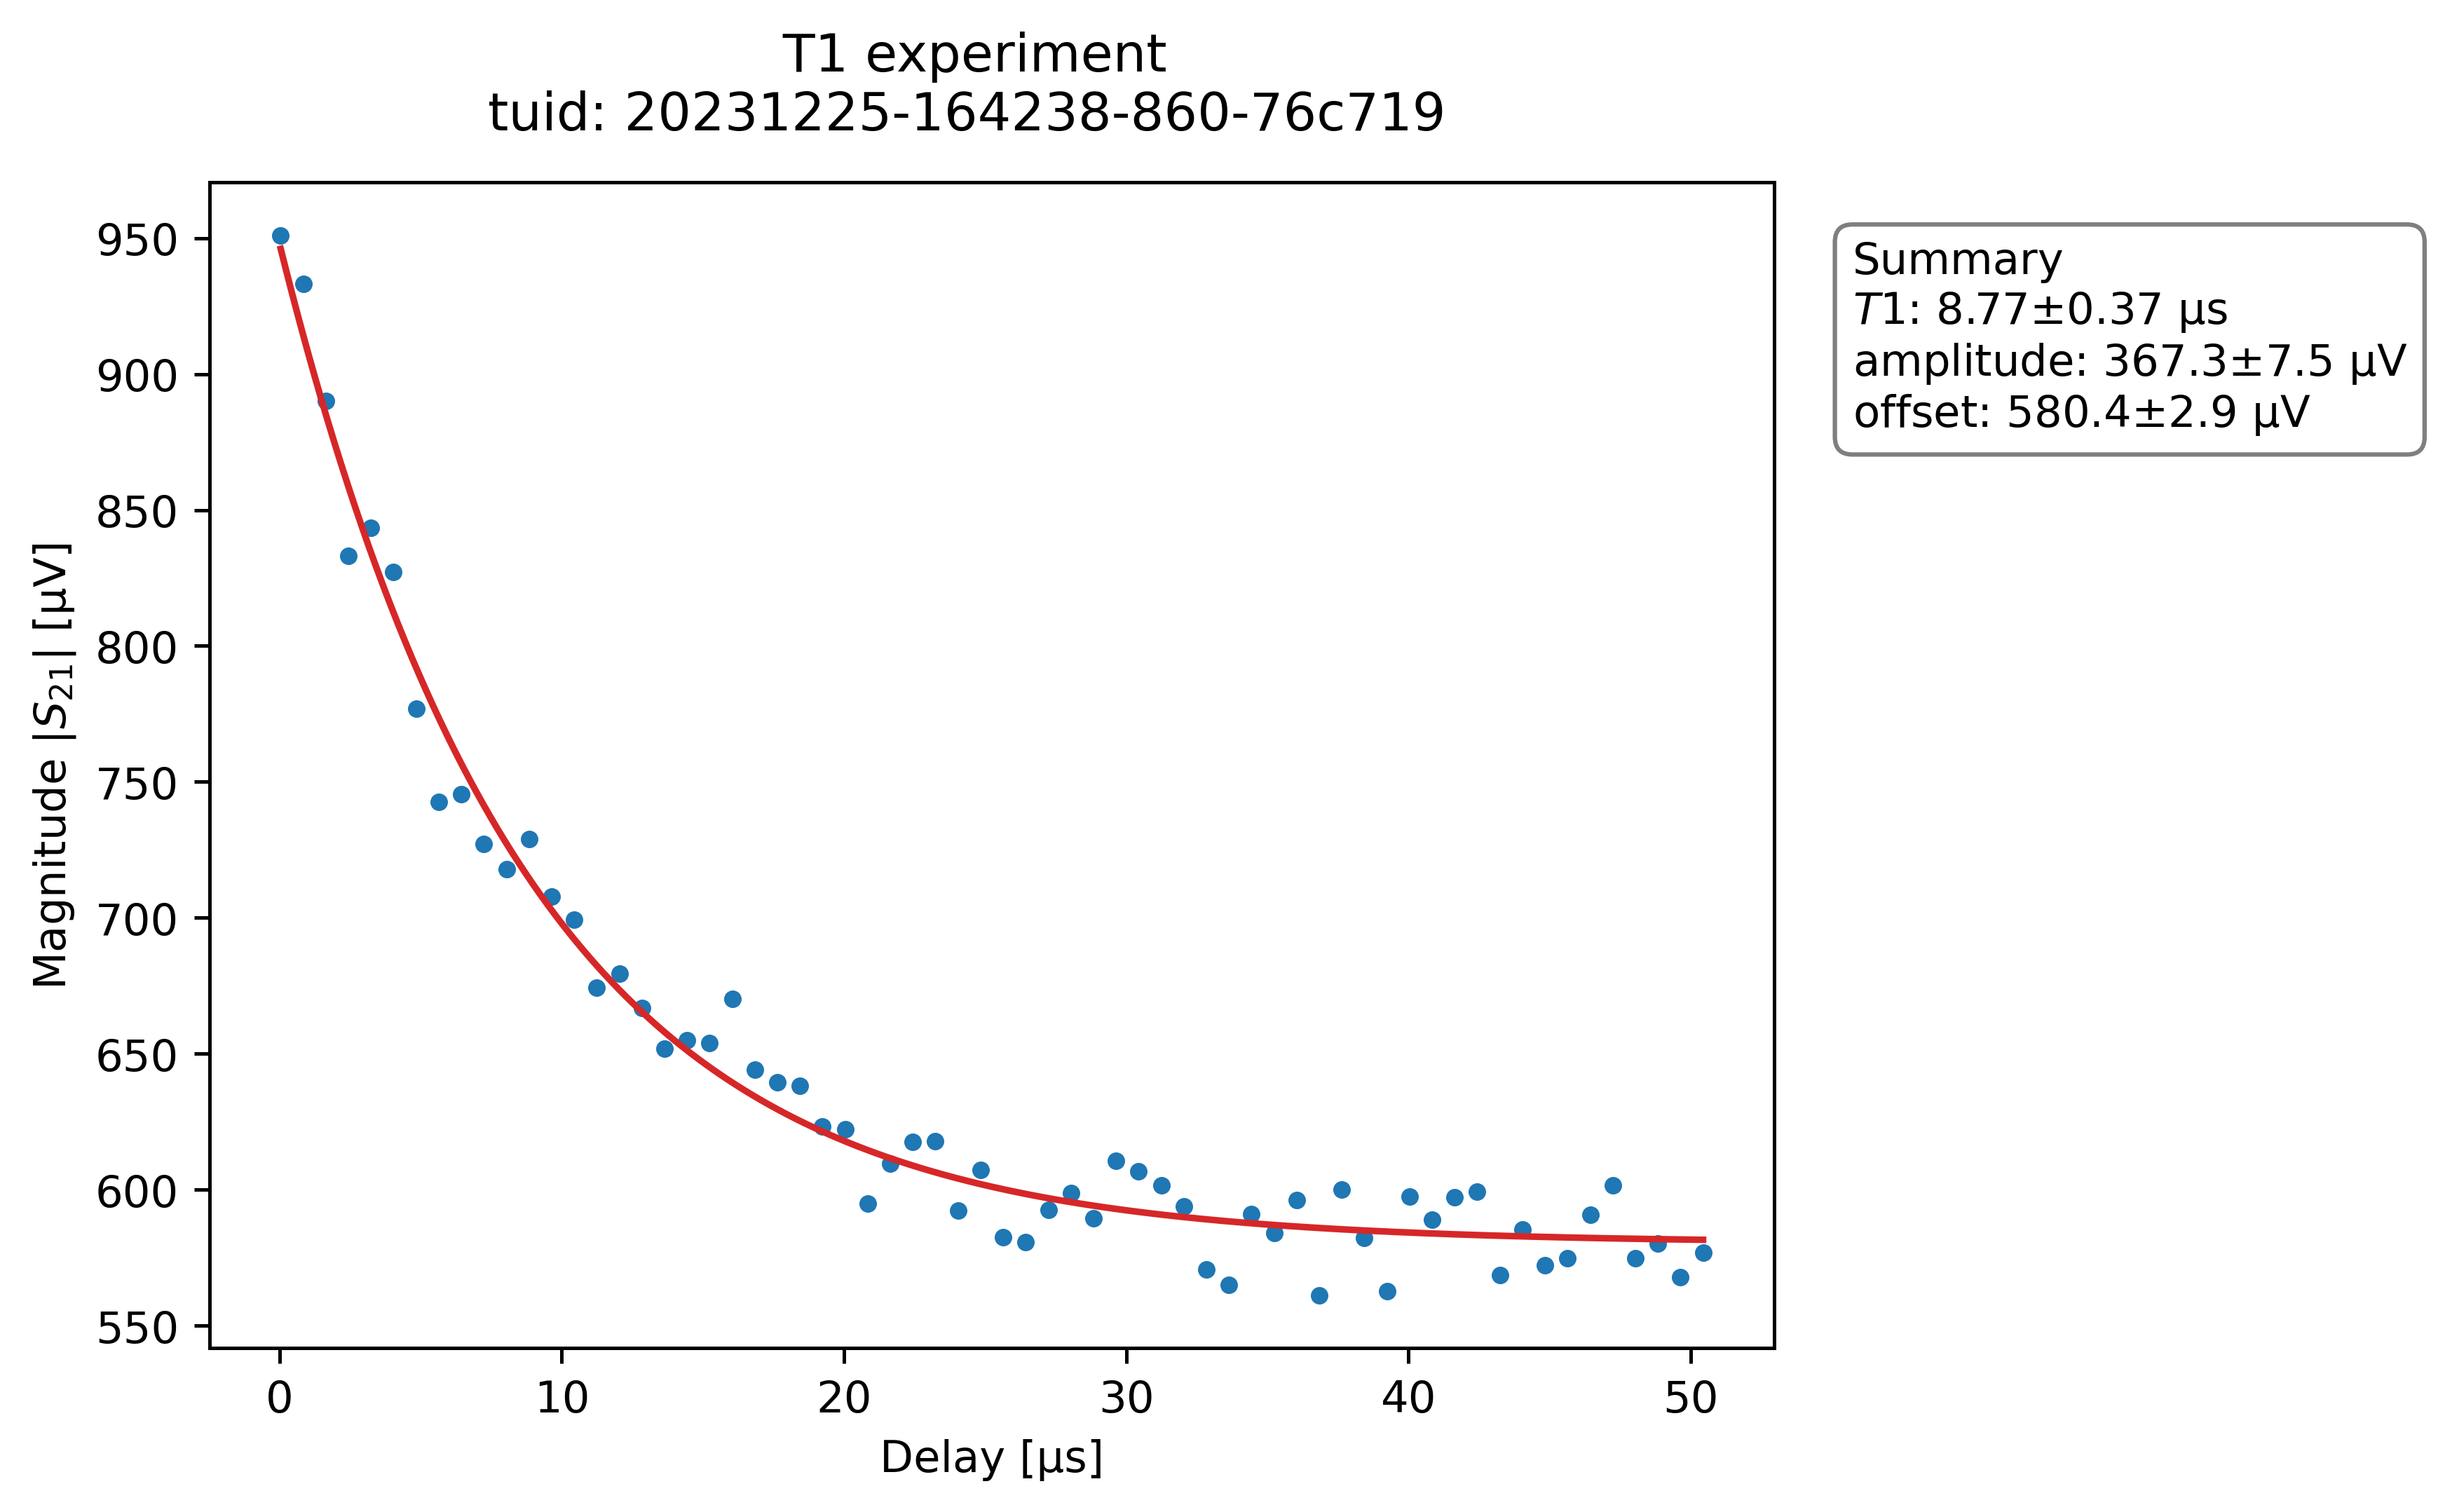 T1 experiment
tuid: 20231225-164238-860-76c719
Summary
T1: 8.77±0.37 µs
amplitude: 367.3±7.5 µV
offset: 580.4±2.9 µV
Magnitude |S21| [µV]
950
900
850
800
750
700
650
600
550
0 10 20 30 40 50
Delay [µs]